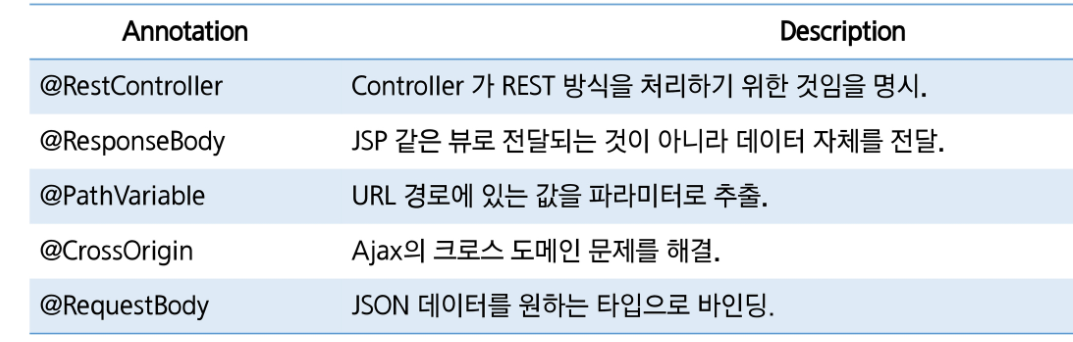 Annotation Description
@RestController Controller 가 REST 방식을 처리하기 위한 것임을 명시.
@ResponseBody JSP 같은 뷰로 전달되는 것이 아니라 데이터 자체를 전달.
@PathVariable URL 경로에 있는 값을 파라미터로 추출.
@CrossOrigin Ajax의 크로스 도메인 문제를 해결.
@RequestBody JSON 데이터를 원하는 타입으로 바인딩.